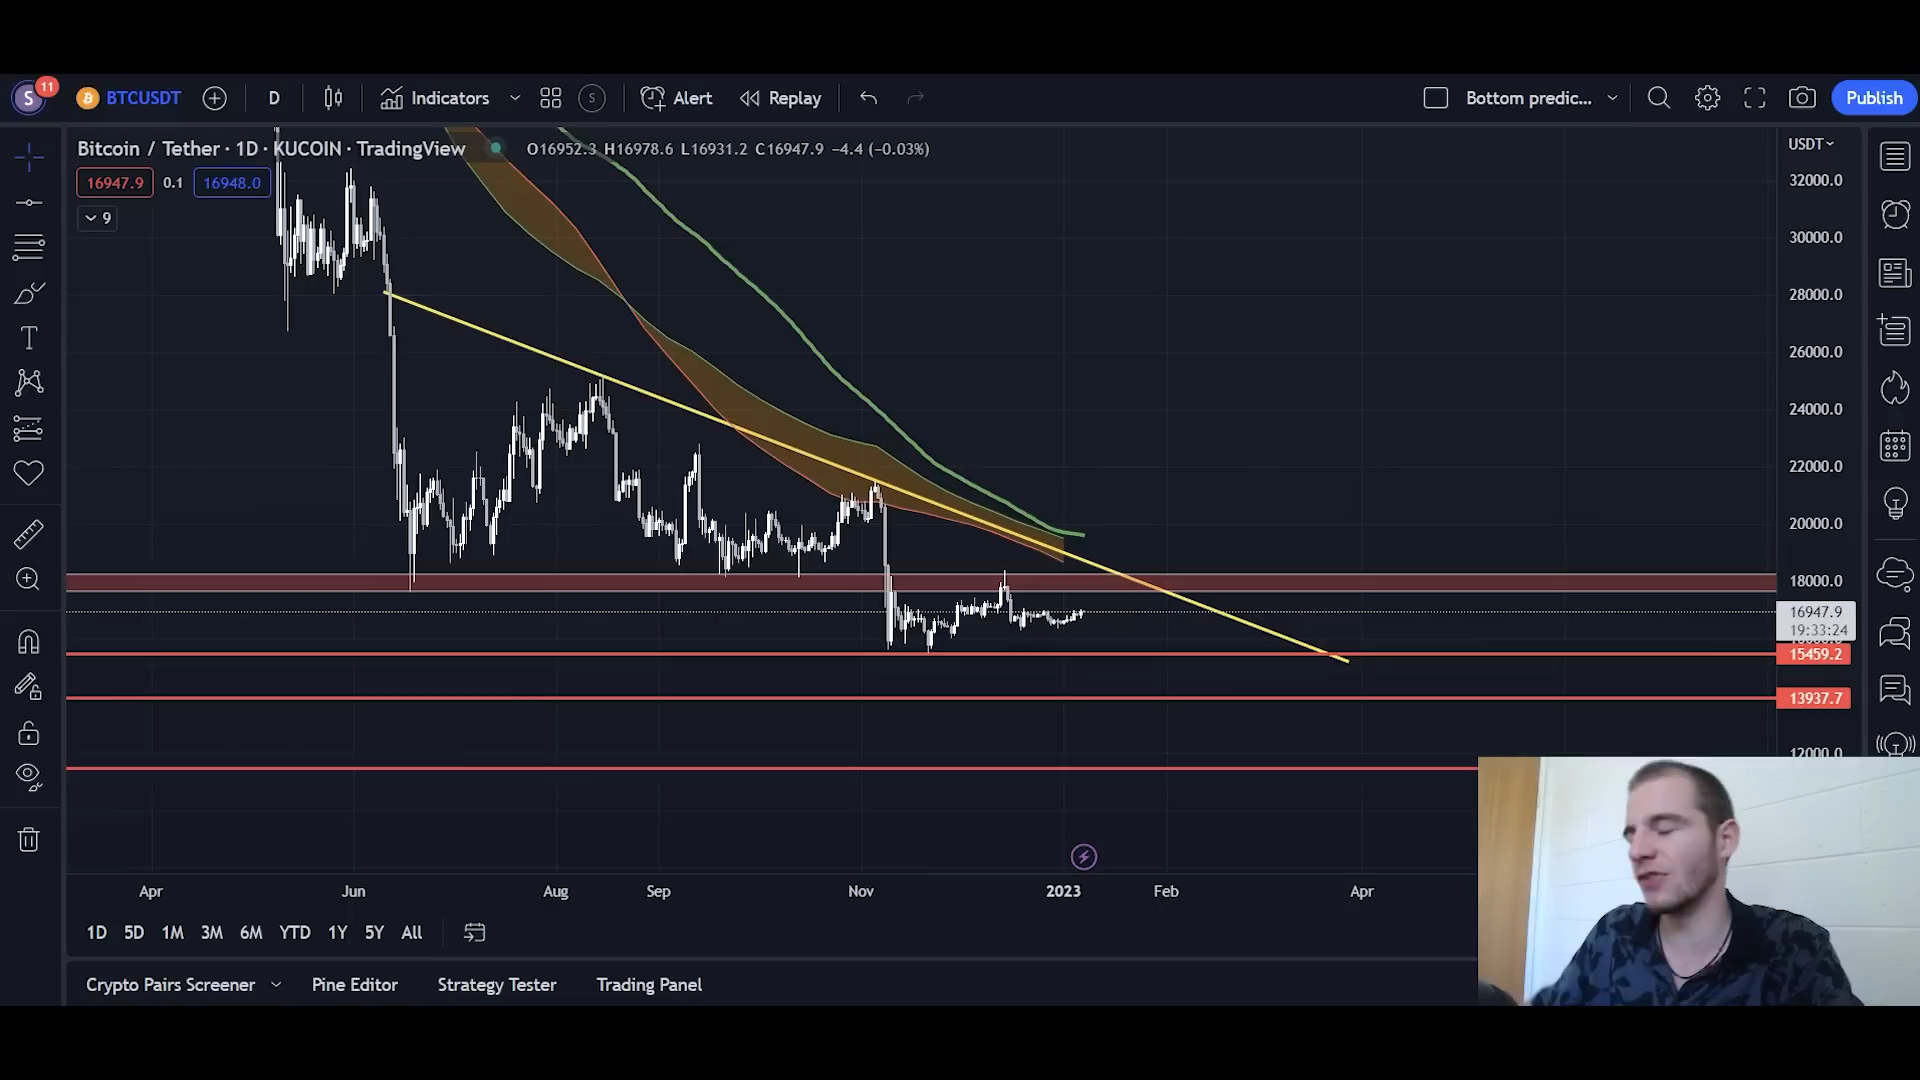 S 11 BTCUSDT D Indicators S Alert Replay Bottom predic... Publish
Bitcoin / Tether · 1D · KUCOIN · TradingView O16952.3 H16978.6 L16931.2 C16947.9 −4.4 (−0.03%) USDT
16947.9 0.1 16948.0
9
32000.0
30000.0
28000.0
26000.0
24000.0
22000.0
20000.0
18000.0
16947.9
19:33:24
15459.2
13937.7
12000.0
Apr Jun Aug Sep Nov 2023 Feb Apr
1D 5D 1M 3M 6M YTD 1Y 5Y All
Crypto Pairs Screener Pine Editor Strategy Tester Trading Panel